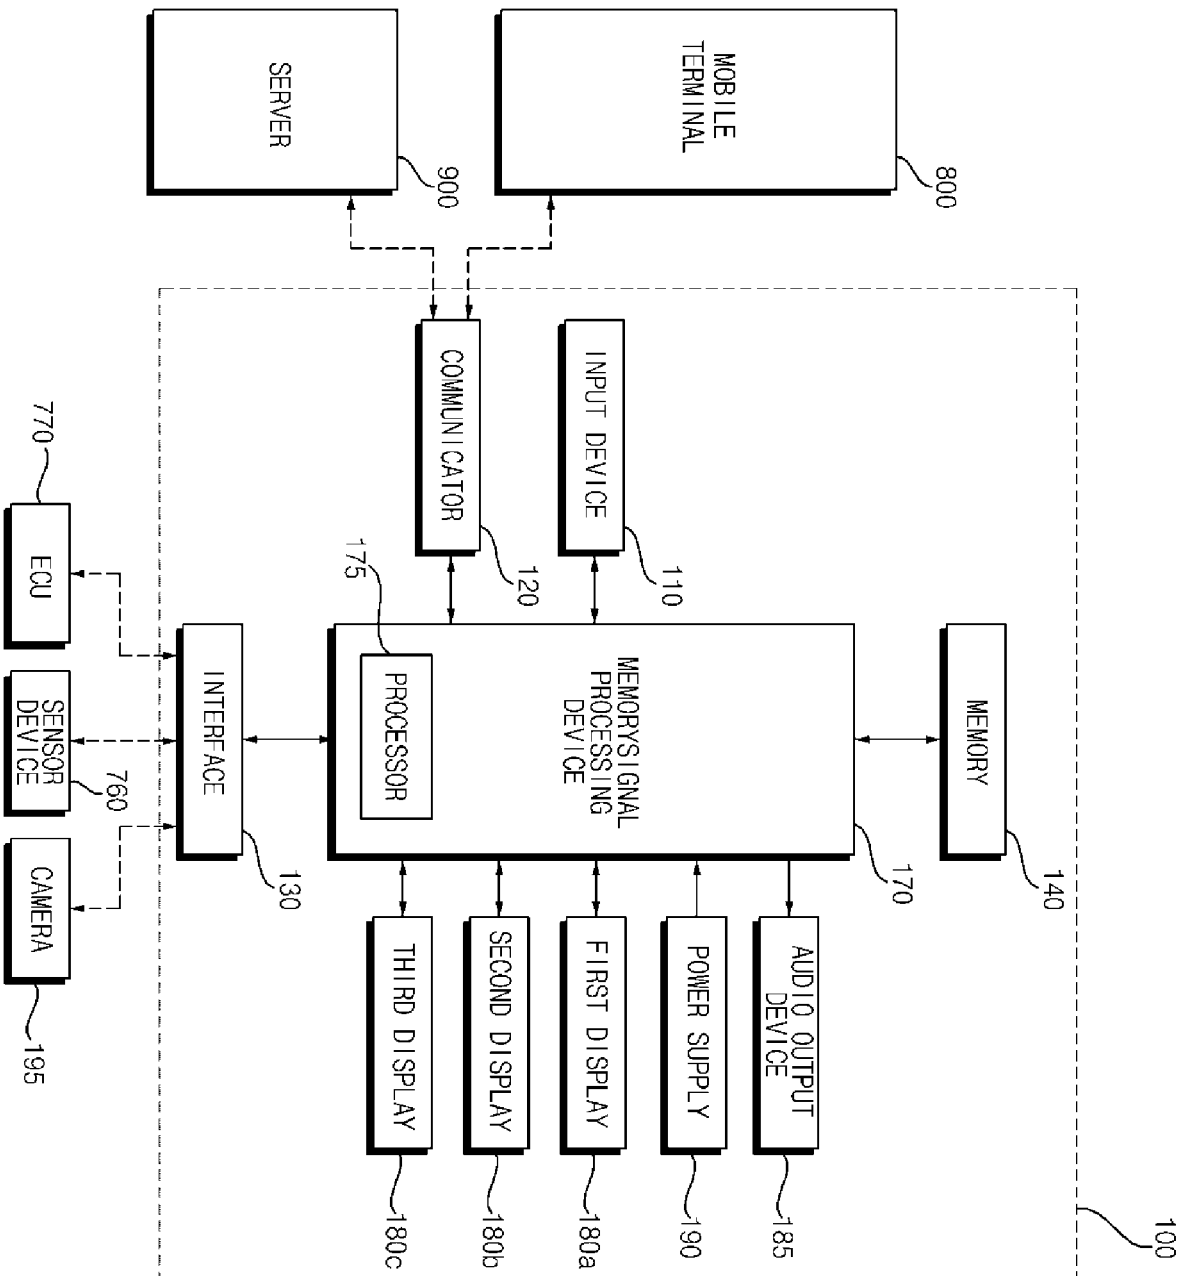 100
MOBILE
TERMINAL
800
SERVER
900
MEMORY
140
INPUT DEVICE
110
COMMUNICATOR
120
MEMORYSIGNAL
PROCESSING
DEVICE
170
PROCESSOR
175
AUDIO OUTPUT
DEVICE
185
POWER SUPPLY
190
FIRST DISPLAY
180a
SECOND DISPLAY
180b
THIRD DISPLAY
180c
INTERFACE
130
770
ECU
SENSOR
DEVICE
760
CAMERA
195